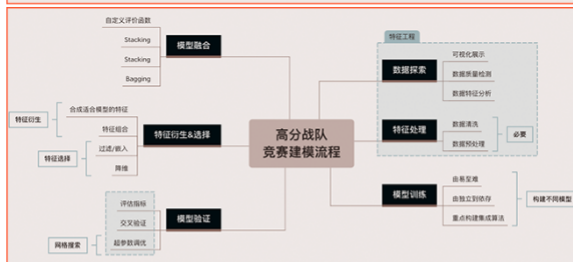 自定义评价函数
Stacking
Stacking
Bagging
模型融合
特征衍生
特征选择
合成适合模型的特征
特征组合
过滤/嵌入
降维
特征衍生&选择
网格搜索
评估指标
交叉验证
超参数调优
模型验证
高分战队
竞赛建模流程
特征工程
数据探索
可视化展示
数据质量检测
数据特征分析
特征处理
数据清洗
数据预处理
必要
模型训练
由易至难
由独立到依存
重点构建集成算法
构建不同模型